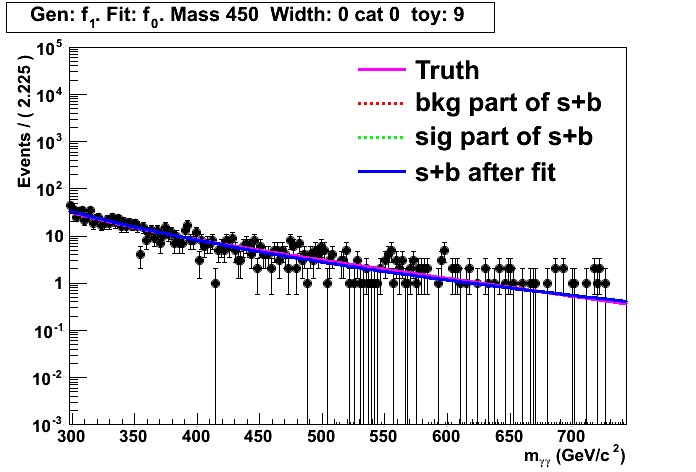 Gen: f1. Fit: f0. Mass 450 Width: 0 cat 0 toy: 9
Events / ( 2.225 )
10^5
10^4
10^3
10^2
10
1
10^-1
10^-2
10^-3
Truth
bkg part of s+b
sig part of s+b
s+b after fit
300 350 400 450 500 550 600 650 700
mγγ (GeV/c^2)